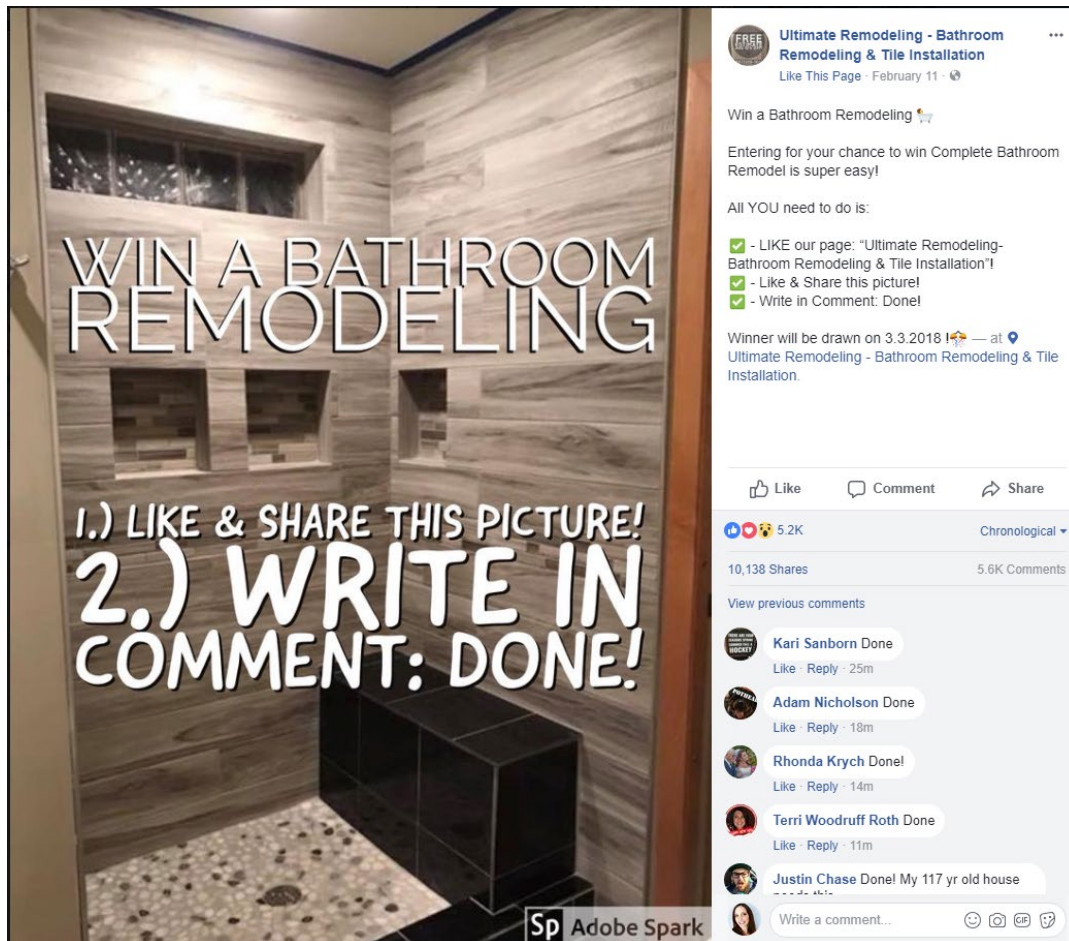 WIN A BATHROOM
REMODELING
1.) LIKE & SHARE THIS PICTURE!
2.) WRITE IN
COMMENT: DONE!
Sp Adobe Spark
FREE
Ultimate Remodeling - Bathroom
Remodeling & Tile Installation
Like This Page · February 11 ·
Win a Bathroom Remodeling 🛀
Entering for your chance to win Complete Bathroom
Remodel is super easy!
All YOU need to do is:
✅ - LIKE our page: “Ultimate Remodeling-
Bathroom Remodeling & Tile Installation”!
✅ - Like & Share this picture!
✅ - Write in Comment: Done!
Winner will be drawn on 3.3.2018 !🎊 — at
Ultimate Remodeling - Bathroom Remodeling & Tile
Installation.
Like Comment Share
5.2K Chronological
10,138 Shares 5.6K Comments
View previous comments
Kari Sanborn Done
Like · Reply · 25m
Adam Nicholson Done
Like · Reply · 18m
Rhonda Krych Done!
Like · Reply · 14m
Terri Woodruff Roth Done
Like · Reply · 11m
Justin Chase Done! My 117 yr old house
needs this
Write a comment...
GIF
HOCKEY